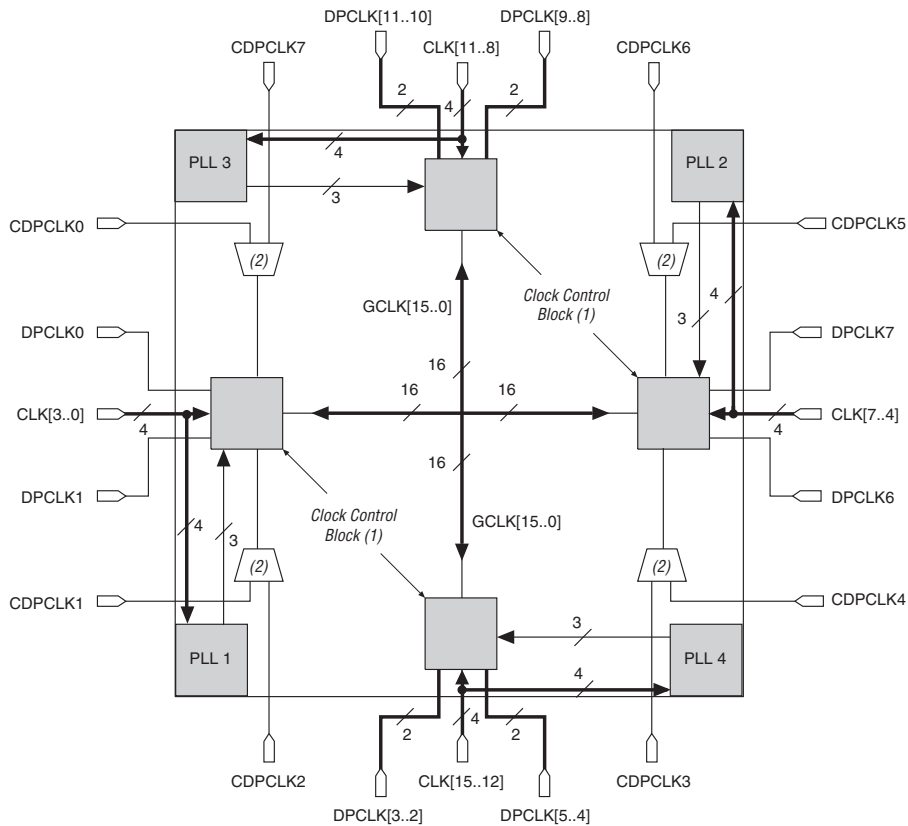 DPCLK[11..10]
DPCLK[9..8]
CDPCLK7
CLK[11..8]
CDPCLK6
2
4
2
4
PLL 3
PLL 2
3
CDPCLK0
CDPCLK5
(2)
(2)
Clock Control
Block (1)
GCLK[15..0]
4
3
DPCLK0
DPCLK7
16
16
16
CLK[3..0]
CLK[7..4]
4
4
16
DPCLK1
DPCLK6
Clock Control
Block (1)
GCLK[15..0]
4
3
(2)
(2)
CDPCLK1
CDPCLK4
3
PLL 1
PLL 4
4
2
4
2
CDPCLK2
CLK[15..12]
CDPCLK3
DPCLK[3..2]
DPCLK[5..4]